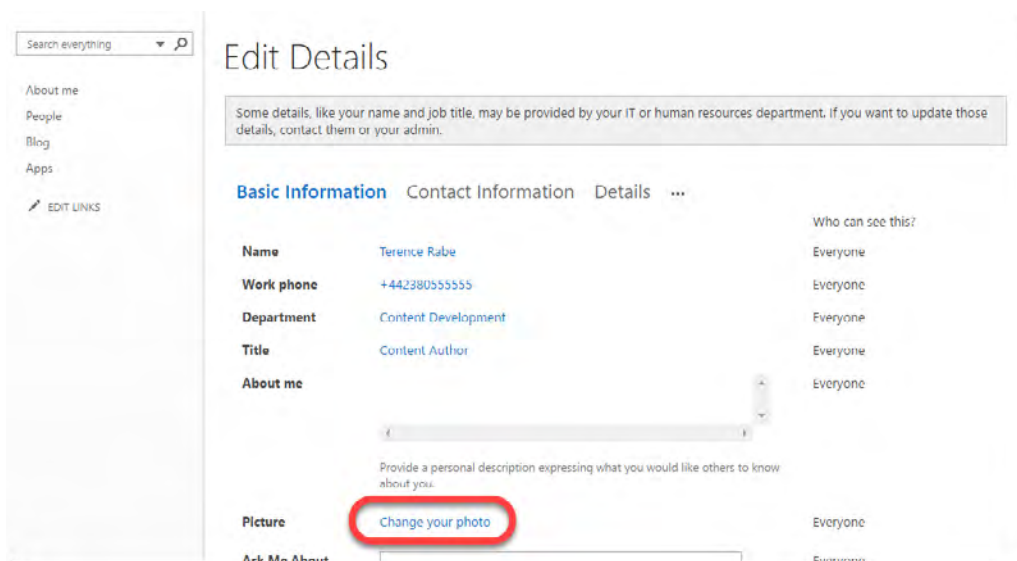 Search everything
About me
People
Blog
Apps
EDIT LINKS
Edit Details
Some details, like your name and job title, may be provided by your IT or human resources department. If you want to update those
details, contact them or your admin.
Basic Information Contact Information Details ...
Who can see this?
Name Terence Rabe Everyone
Work phone +442380555555 Everyone
Department Content Development Everyone
Title Content Author Everyone
About me Everyone
Provide a personal description expressing what you would like others to know
about you.
Picture Change your photo Everyone
Ask Me About Everyone